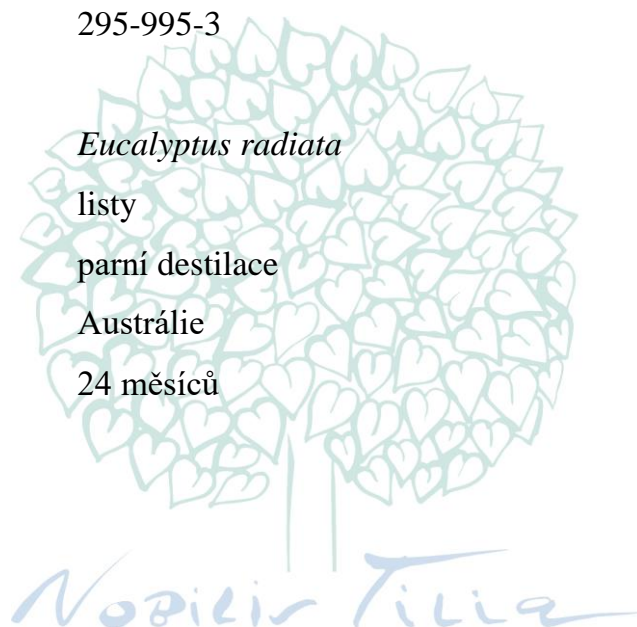 295-995-3
Eucalyptus radiata
listy
parní destilace
Austrálie
24 měsíců
Nobilis Tilia